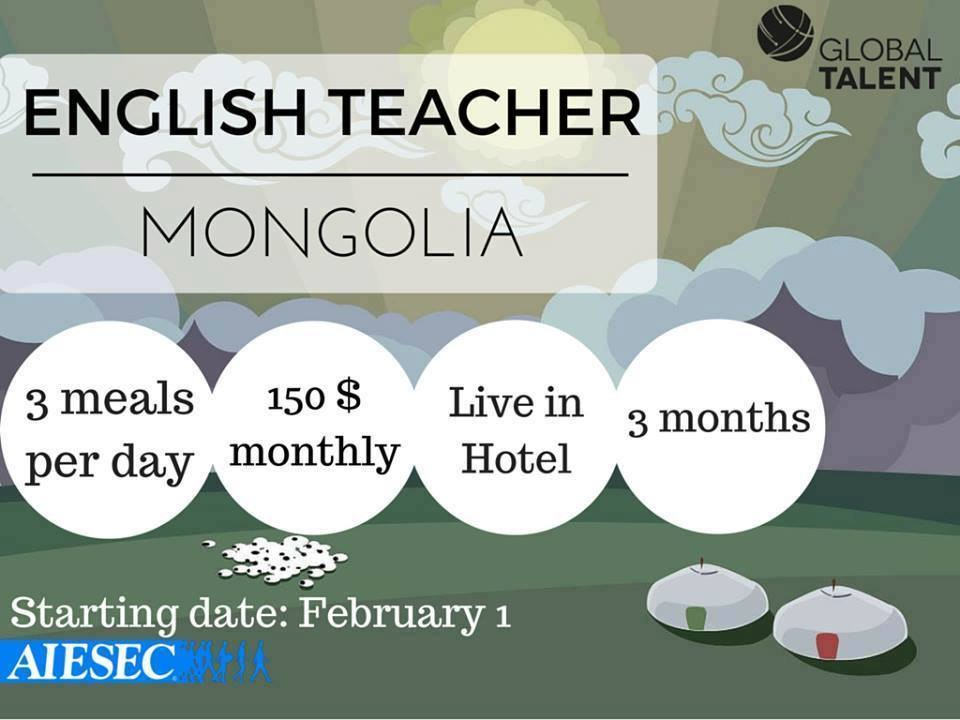 GLOBAL
TALENT
ENGLISH TEACHER
MONGOLIA
3 meals
per day
150 $
monthly
Live in
Hotel
3 months
Starting date: February 1
AIESEC